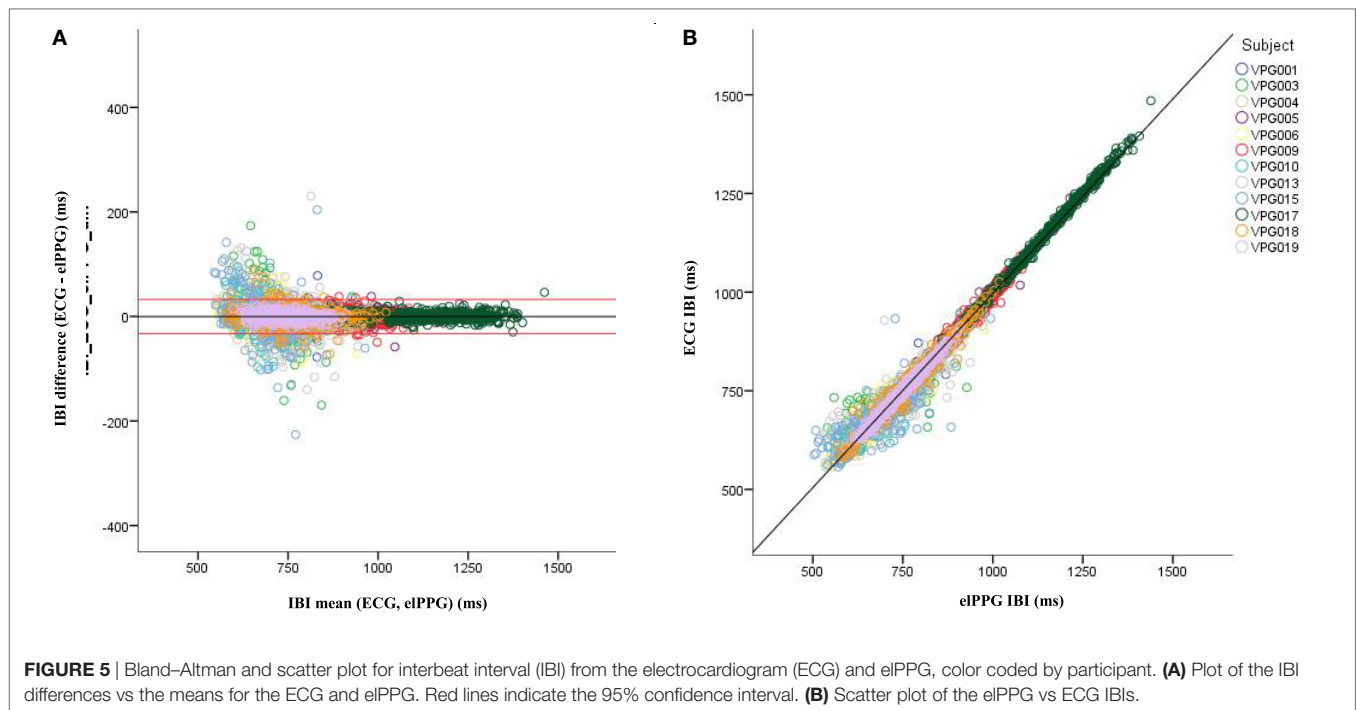 A
IBI difference (ECG - elPPG) (ms)
400
200
0
-200
-400
500
750
1000
1250
1500
IBI mean (ECG, elPPG) (ms)
B
ECG IBI (ms)
1500
1250
1000
750
500
500
750
1000
1250
1500
elPPG IBI (ms)
Subject
VPG001
VPG003
VPG004
VPG005
VPG006
VPG009
VPG010
VPG013
VPG015
VPG017
VPG018
VPG019
FIGURE 5 | Bland–Altman and scatter plot for interbeat interval (IBI) from the electrocardiogram (ECG) and elPPG, color coded by participant. (A) Plot of the IBI
differences vs the means for the ECG and elPPG. Red lines indicate the 95% confidence interval. (B) Scatter plot of the elPPG vs ECG IBIs.